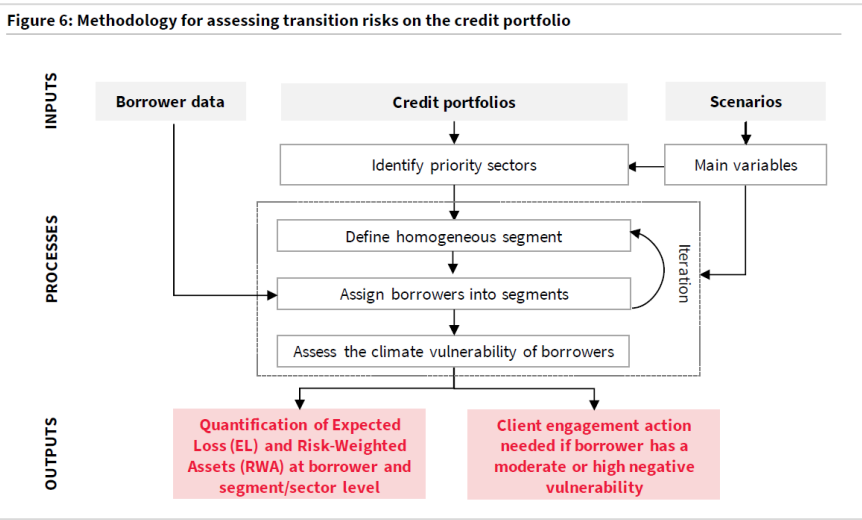 Figure 6: Methodology for assessing transition risks on the credit portfolio
INPUTS
Borrower data
Credit portfolios
Scenarios
Identify priority sectors
Main variables
PROCESSES
Define homogeneous segment
Iteration
Assign borrowers into segments
Assess the climate vulnerability of borrowers
OUTPUTS
Quantification of Expected
Loss (EL) and Risk-Weighted
Assets (RWA) at borrower and
segment/sector level
Client engagement action
needed if borrower has a
moderate or high negative
vulnerability